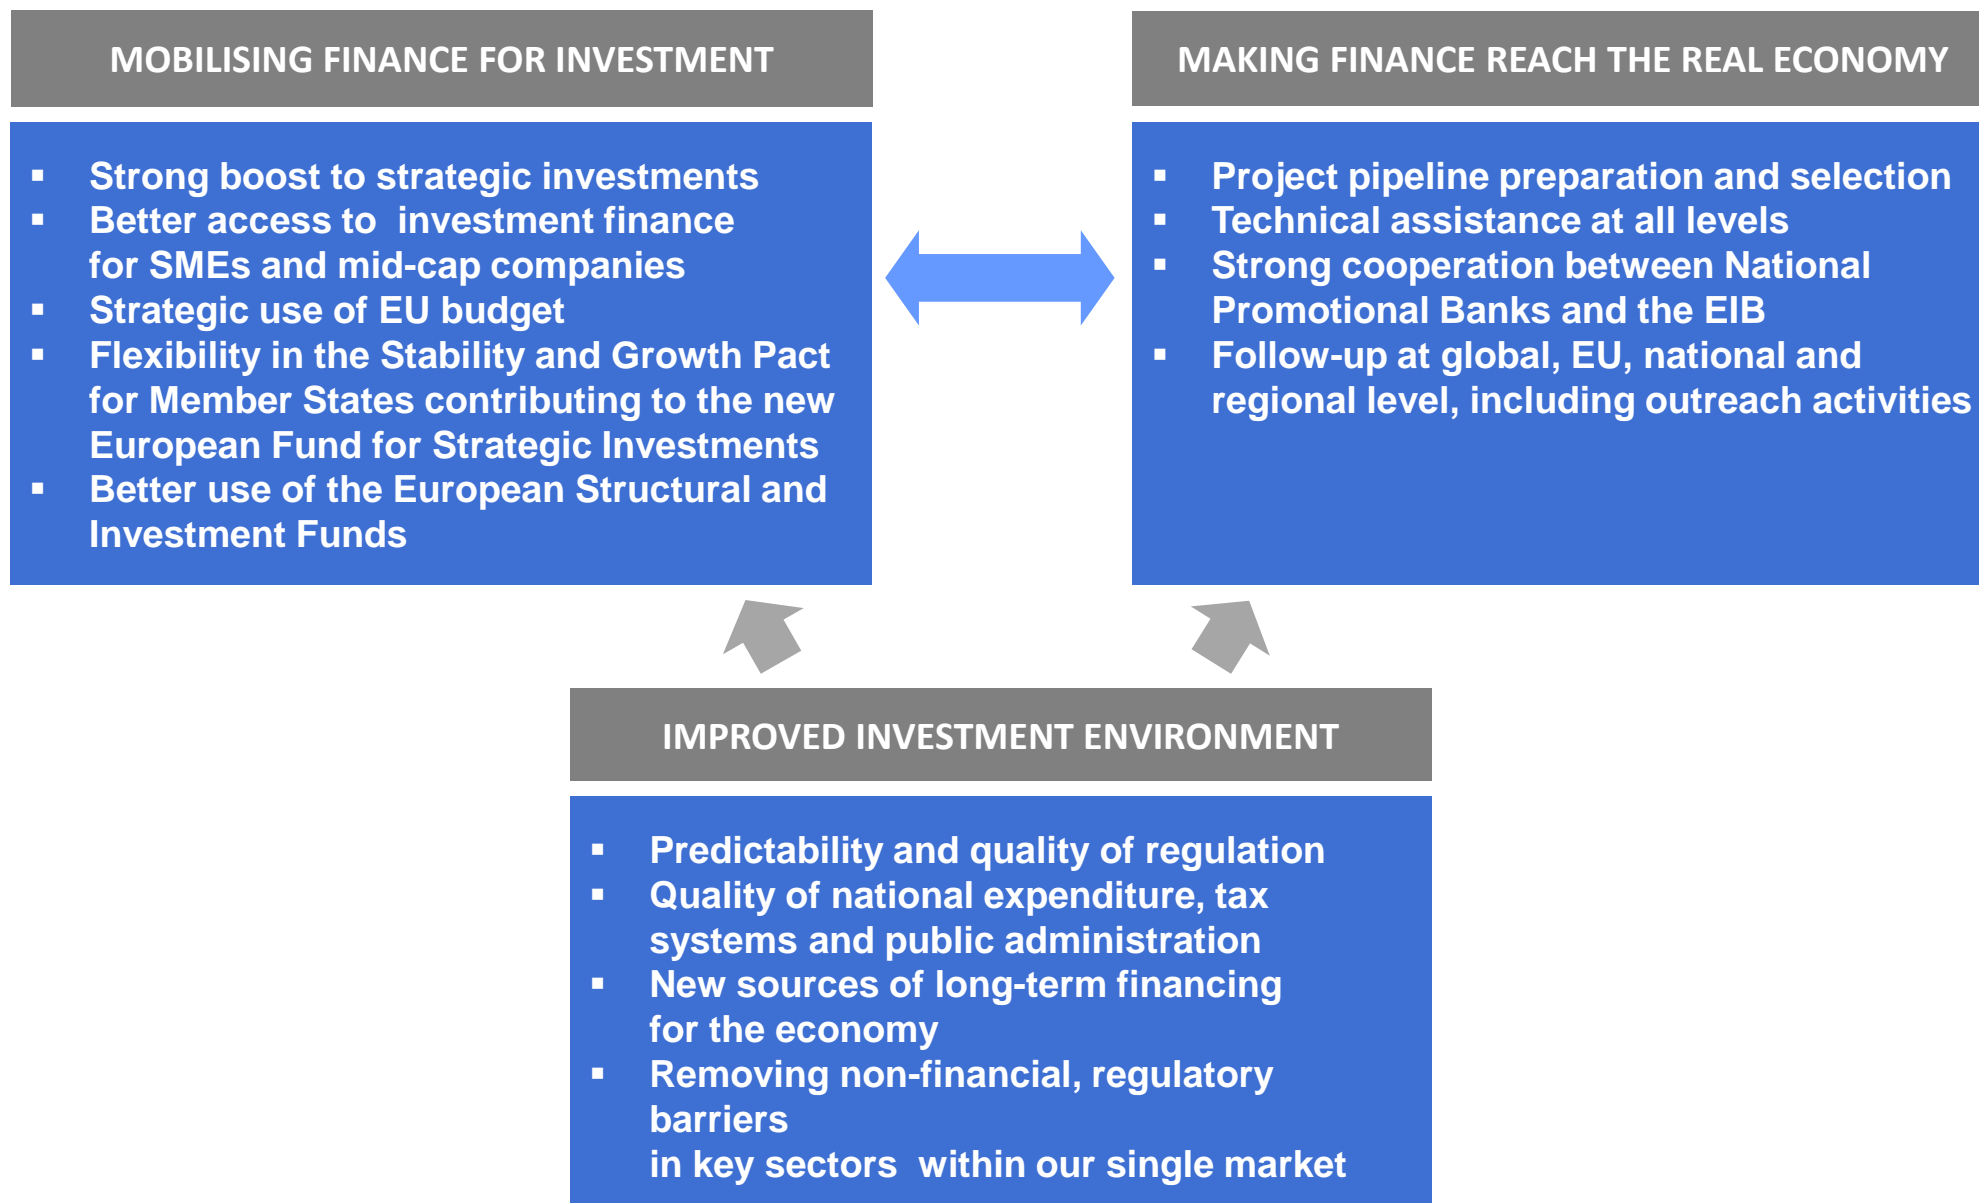 MOBILISING FINANCE FOR INVESTMENT
▪ Strong boost to strategic investments
▪ Better access to  investment finance
for SMEs and mid-cap companies
▪ Strategic use of EU budget
▪ Flexibility in the Stability and Growth Pact
for Member States contributing to the new
European Fund for Strategic Investments
▪ Better use of the European Structural and
Investment Funds
MAKING FINANCE REACH THE REAL ECONOMY
▪ Project pipeline preparation and selection
▪ Technical assistance at all levels
▪ Strong cooperation between National
Promotional Banks and the EIB
▪ Follow-up at global, EU, national and
regional level, including outreach activities
IMPROVED INVESTMENT ENVIRONMENT
▪ Predictability and quality of regulation
▪ Quality of national expenditure, tax
systems and public administration
▪ New sources of long-term financing
for the economy
▪ Removing non-financial, regulatory
barriers
in key sectors  within our single market